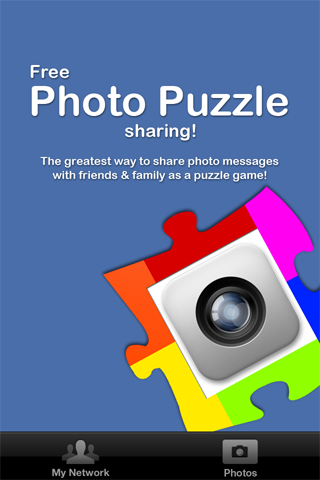 Free
Photo Puzzle
sharing!
The greatest way to share photo messages
with friends & family as a puzzle game!
My Network
Photos